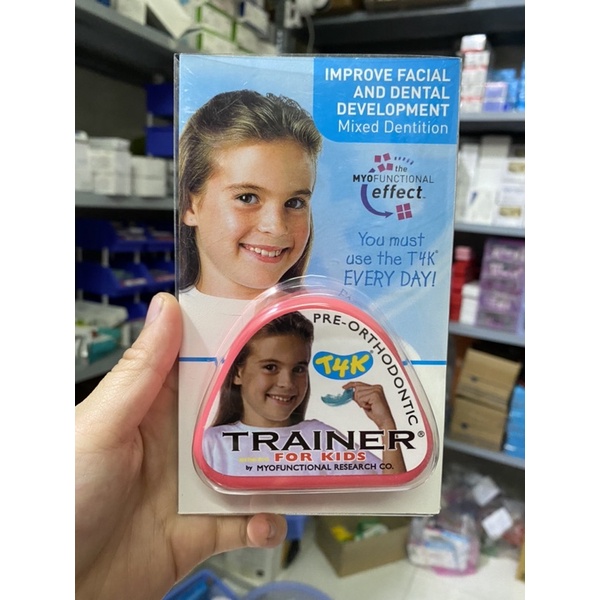 IMPROVE FACIAL
AND DENTAL
DEVELOPMENT
Mixed Dentition
the
MYOFUNCTIONAL
effect™
You must
use the T4K®
EVERY DAY!
PRE-ORTHODONTIC
T4K®
TRAINER®
FOR KIDS
by MYOFUNCTIONAL RESEARCH CO.